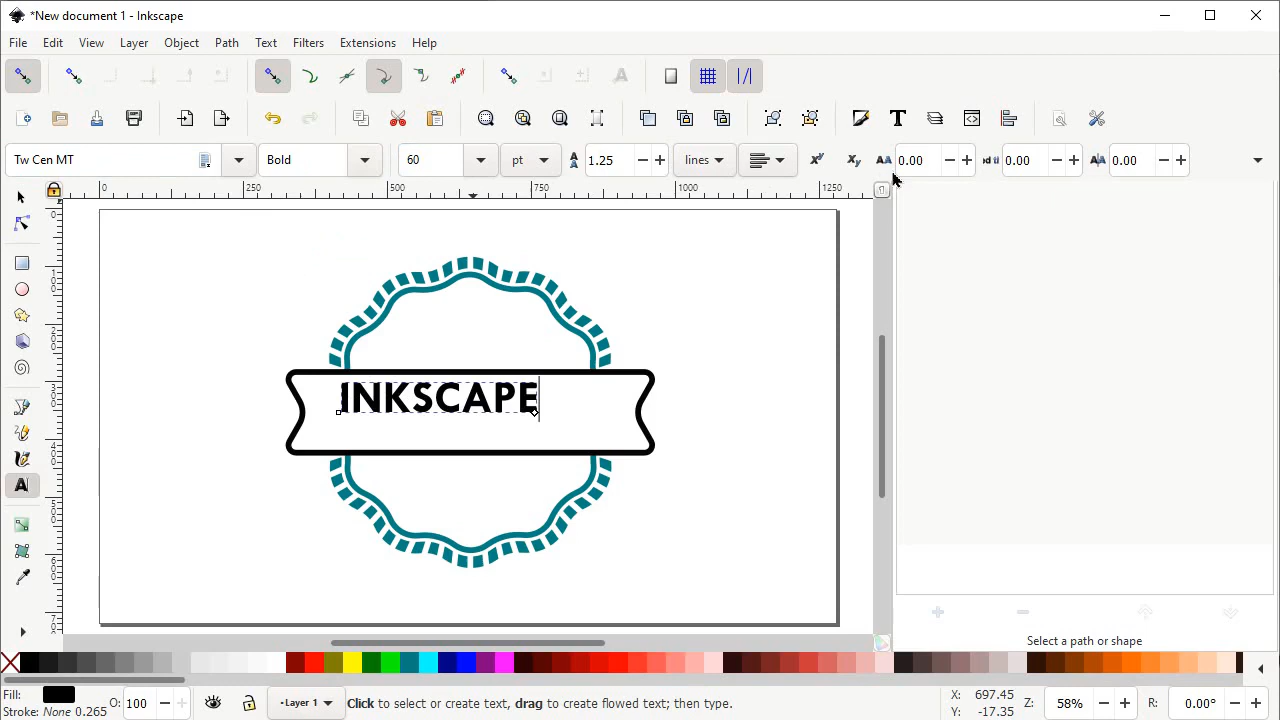 *New document 1 - Inkscape
File Edit View Layer Object Path Text Filters Extensions Help
Tw Cen MT Bold 60 pt 1.25 lines 0.00 0.00 0.00
0 250 500 750 1000 1250
INKSCAPE
Select a path or shape
Fill: O: 100 -Layer 1 Click to select or create text, drag to create flowed text; then type. X: 697.45 Z: 58% R: 0.00°
Stroke: None 0.265 Y: -17.35